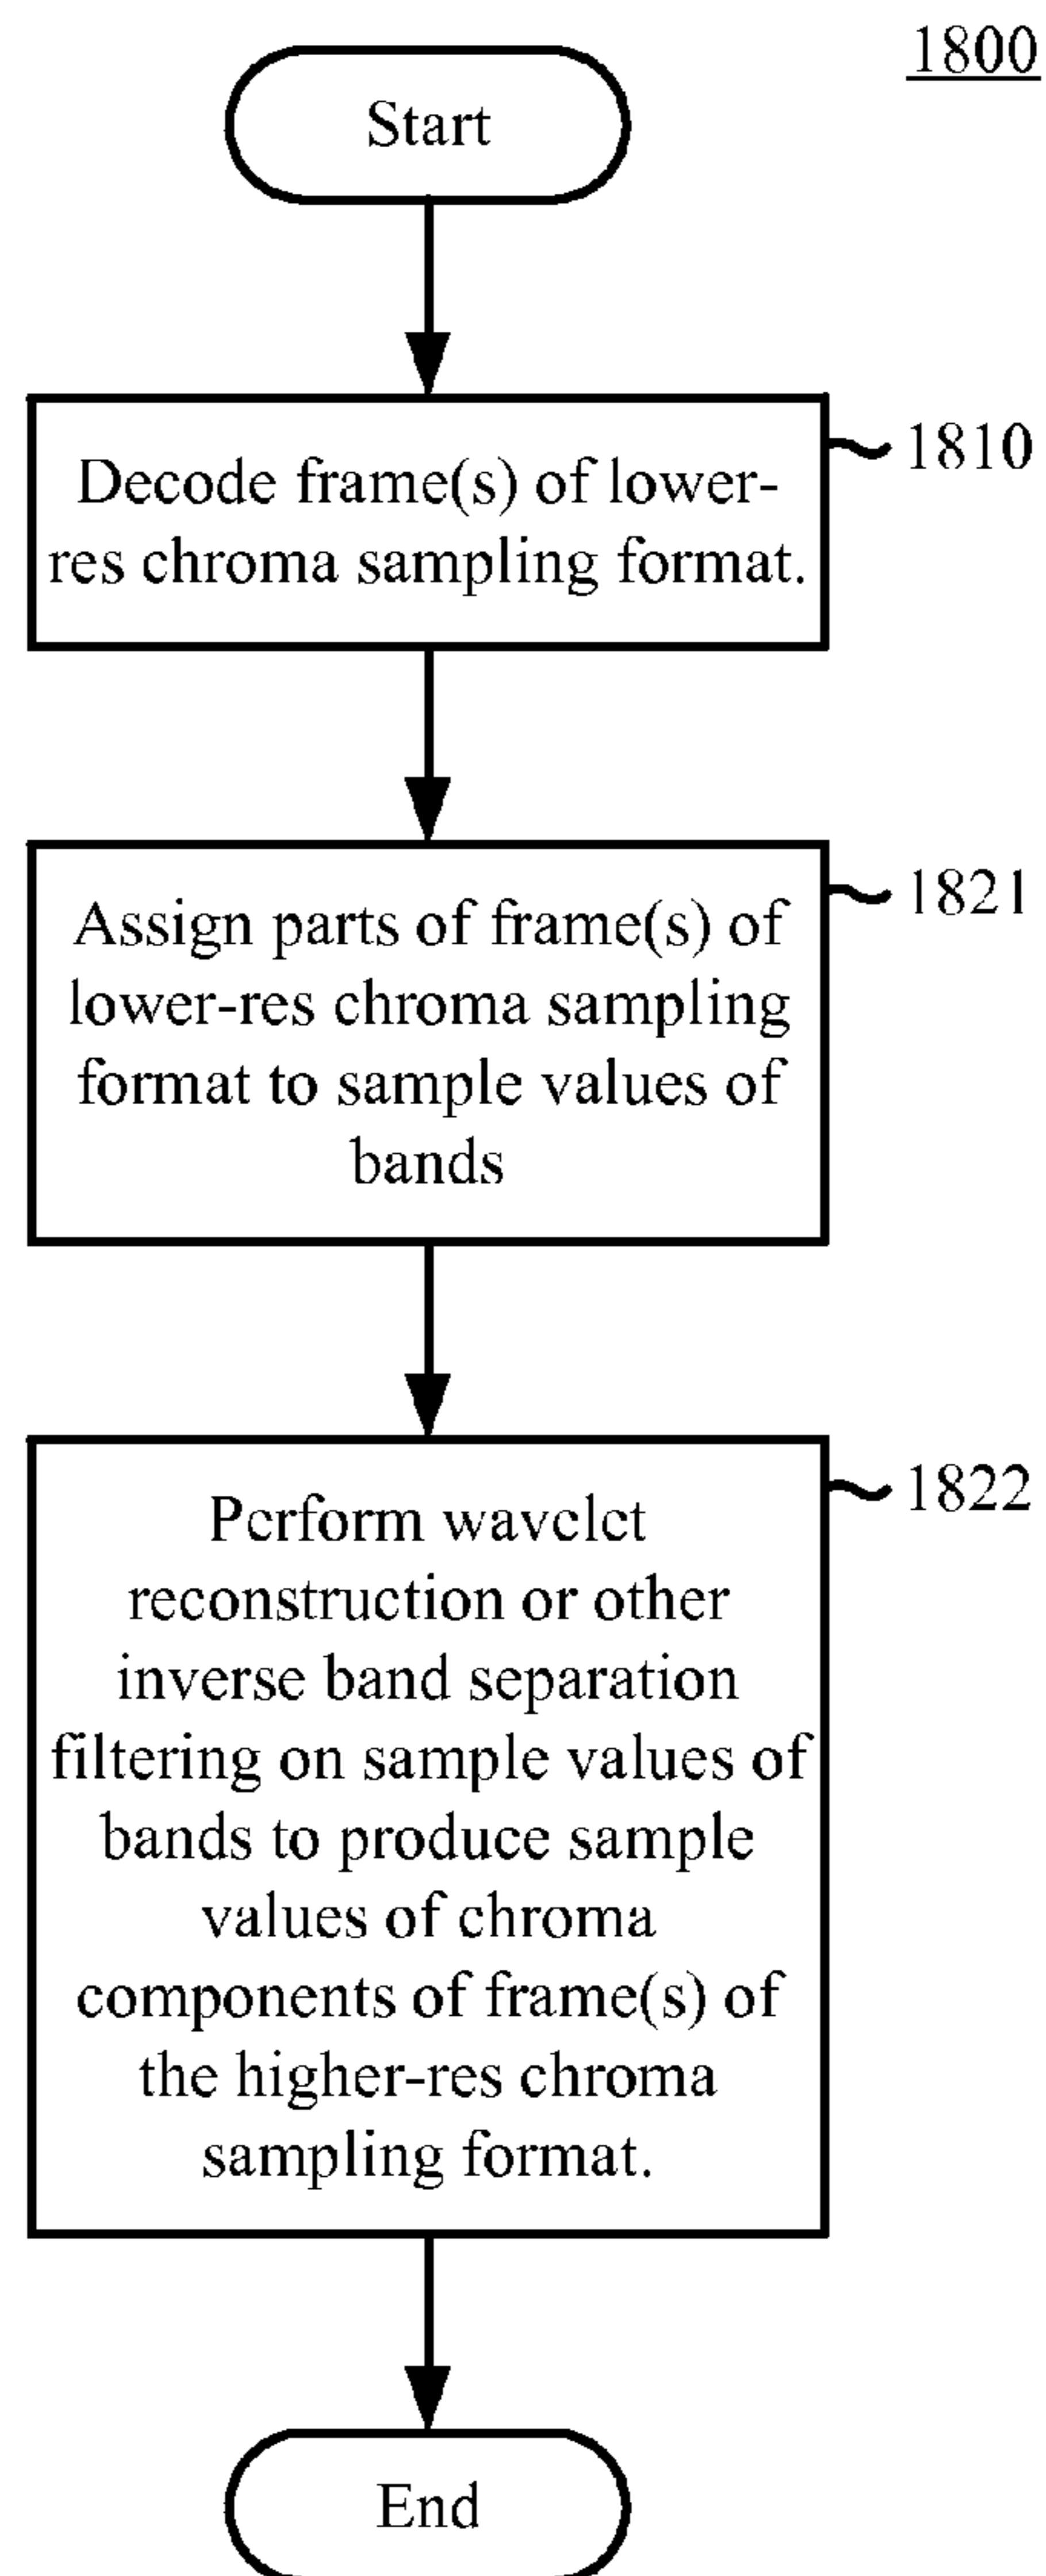 1800
Start
Decode frame(s) of lower-
res chroma sampling format.
1810
Assign parts of frame(s) of
lower-res chroma sampling
format to sample values of
bands
1821
Perform wavelet
reconstruction or other
inverse band separation
filtering on sample values of
bands to produce sample
values of chroma
components of frame(s) of
the higher-res chroma
sampling format.
1822
End